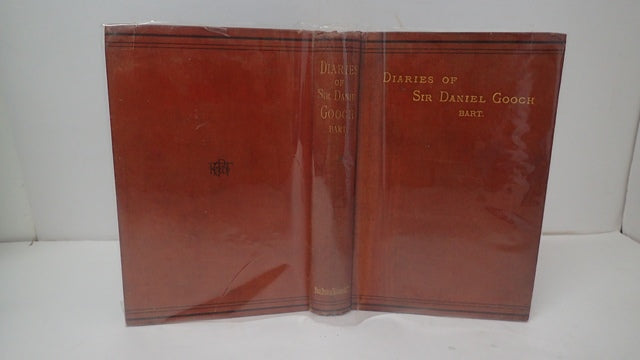 DIARIES
OF
SIR DANIEL
GOOCH
BART.
DIARIES OF
SIR DANIEL GOOCH
BART.